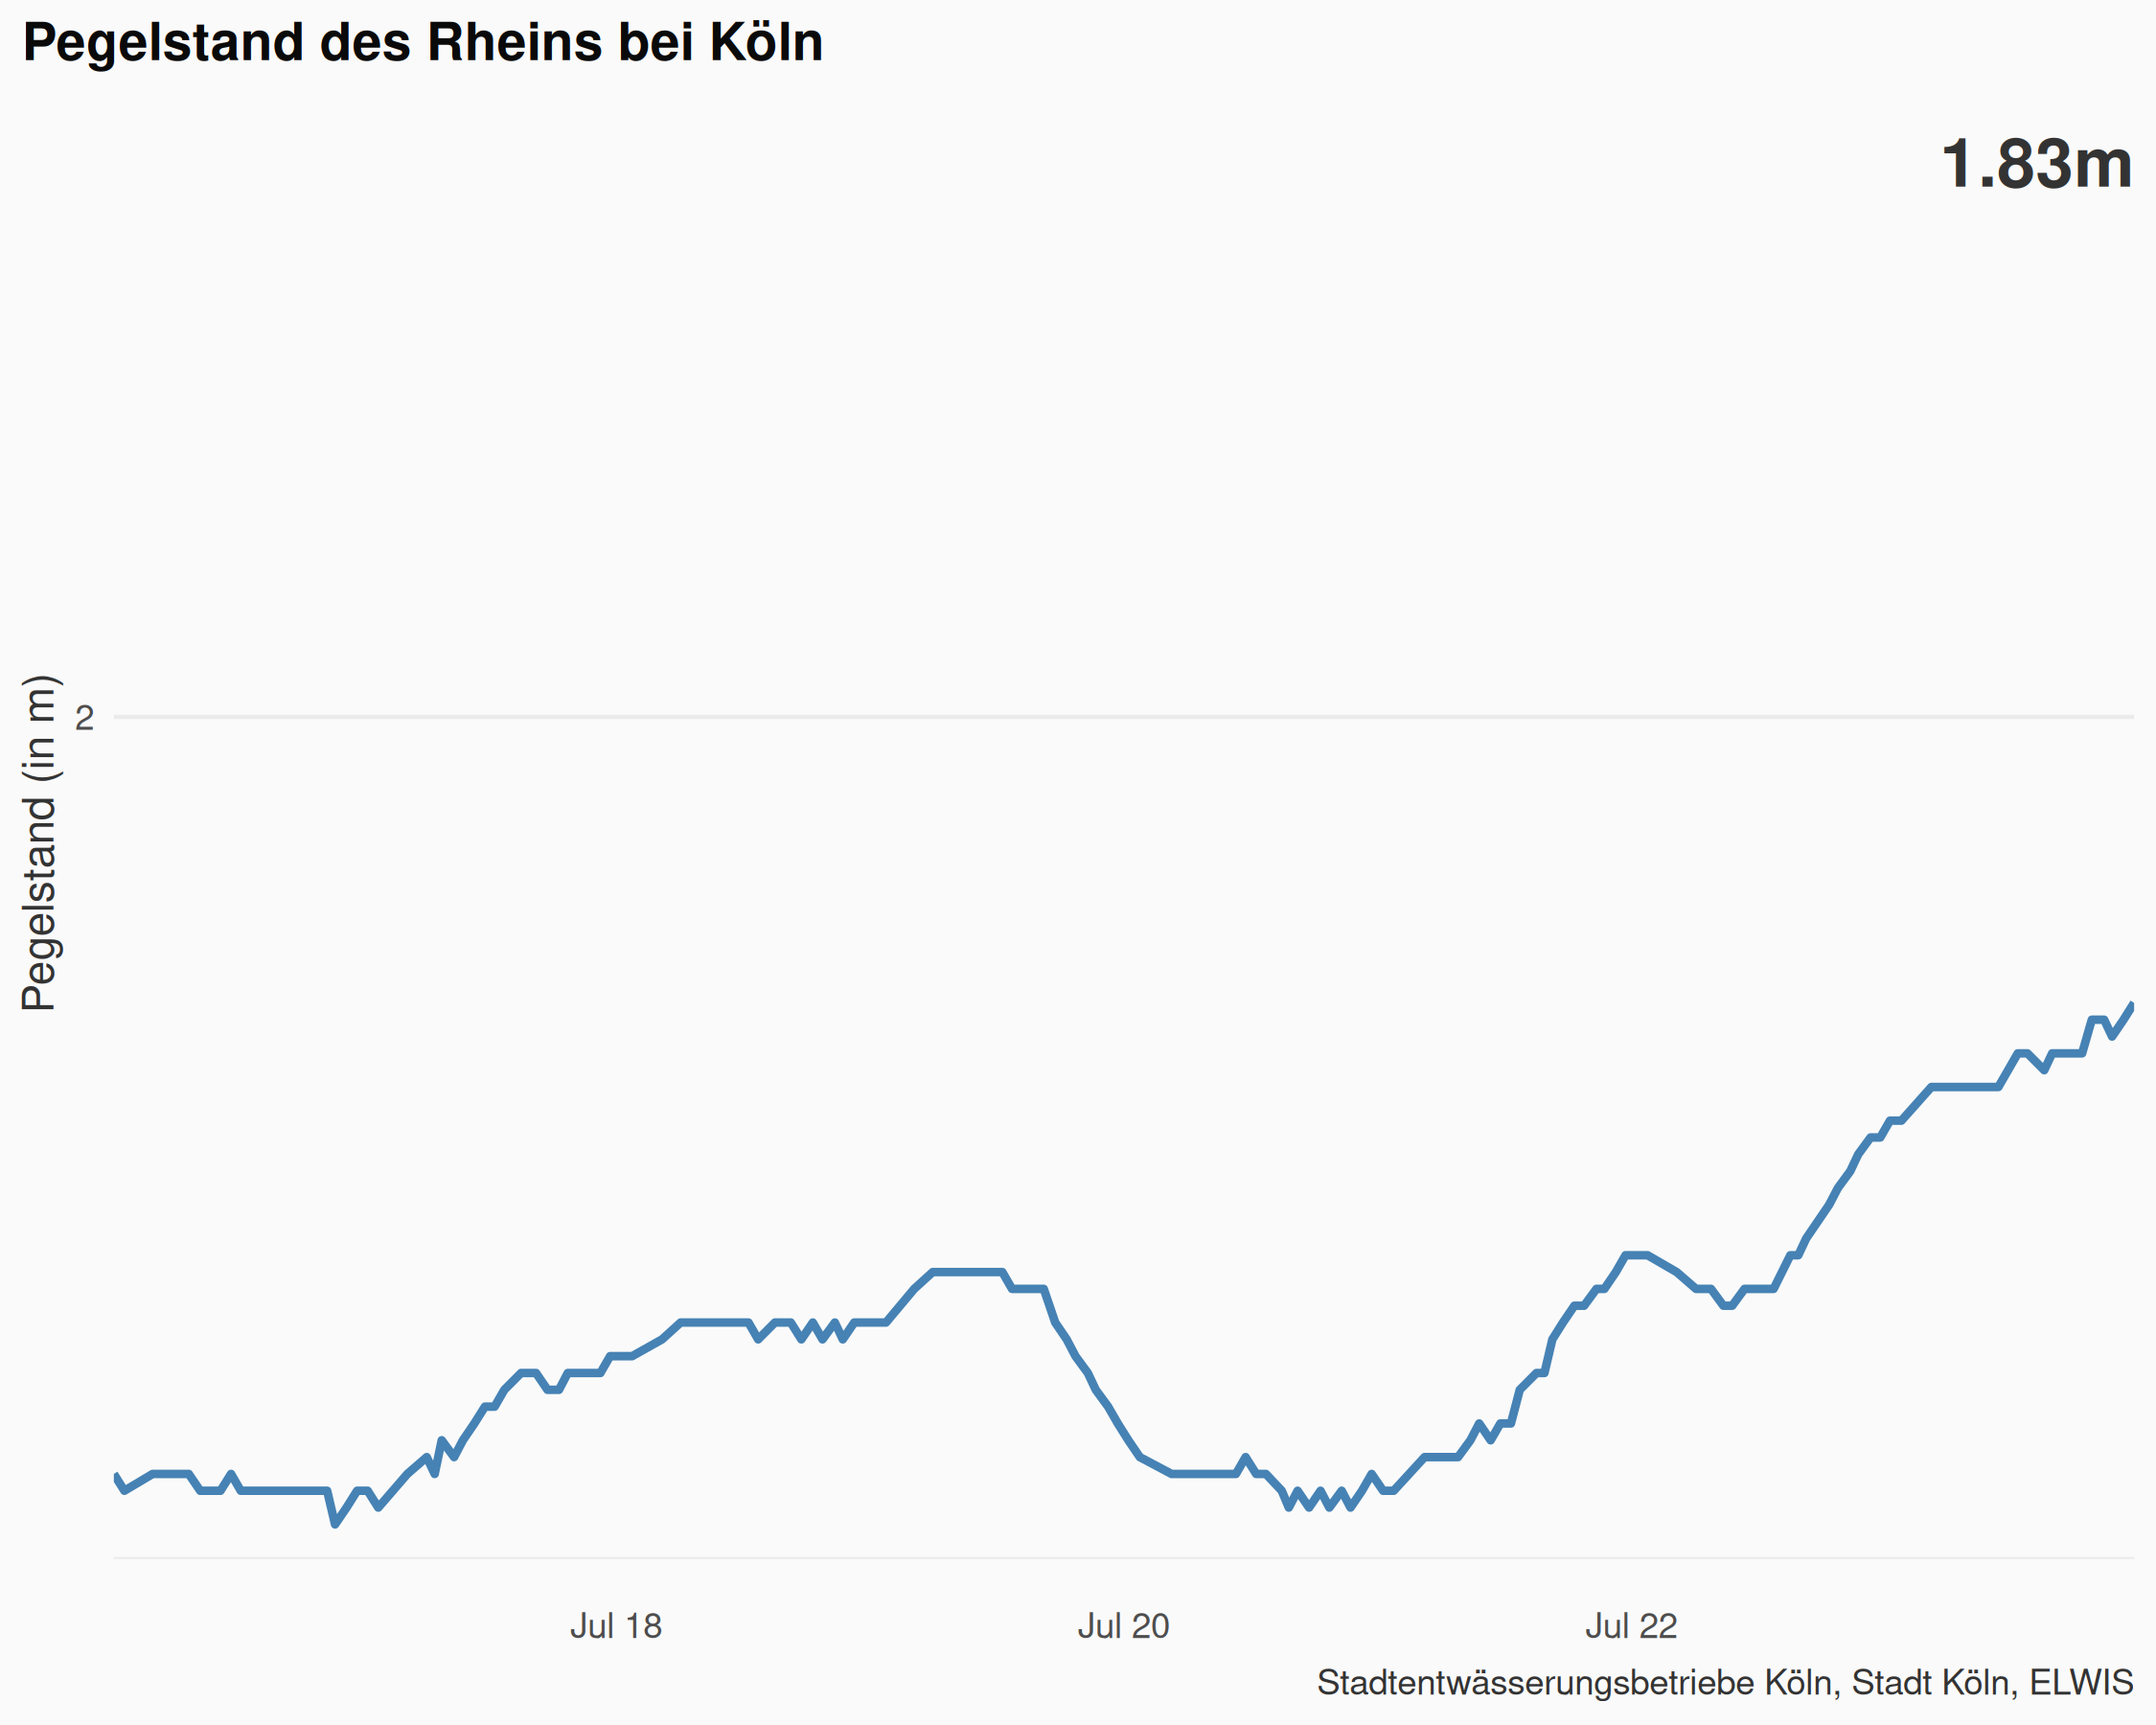 Pegelstand des Rheins bei Köln
1.83m
Pegelstand (in m)
2
Jul 18
Jul 20
Jul 22
Stadtentwässerungsbetriebe Köln, Stadt Köln, ELWIS